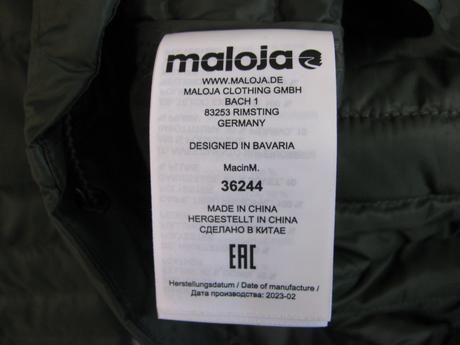 maloja
WWW.MALOJA.DE
MALOJA CLOTHING GMBH
BACH 1
83253 RIMSTING
GERMANY
DESIGNED IN BAVARIA
MacinM.
36244
MADE IN CHINA
HERGESTELLT IN CHINA
СДЕЛАНО В КИТАЕ
EAC
Herstellungsdatum / Date of manufacture /
Дата производства: 2023-02